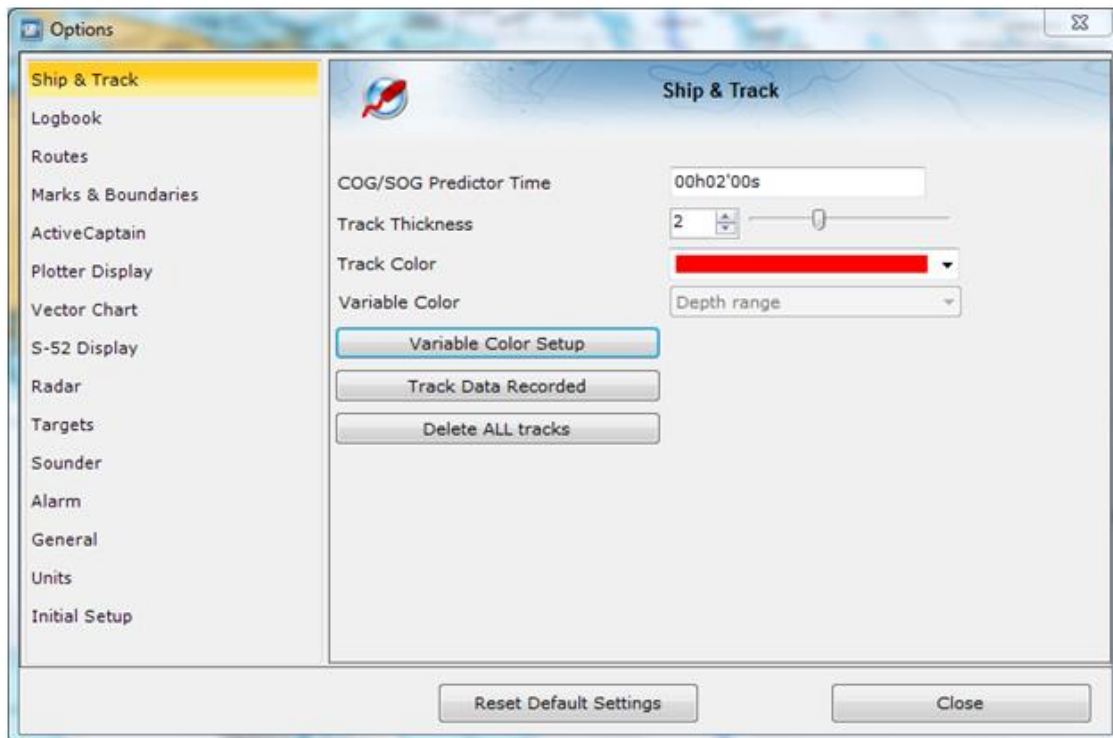 Options
Ship & Track
Logbook
Routes
Marks & Boundaries
ActiveCaptain
Plotter Display
Vector Chart
S-52 Display
Radar
Targets
Sounder
Alarm
General
Units
Initial Setup
Ship & Track
COG/SOG Predictor Time 00h02'00s
Track Thickness 2
Track Color
Variable Color Depth range
Variable Color Setup
Track Data Recorded
Delete ALL tracks
Reset Default Settings Close